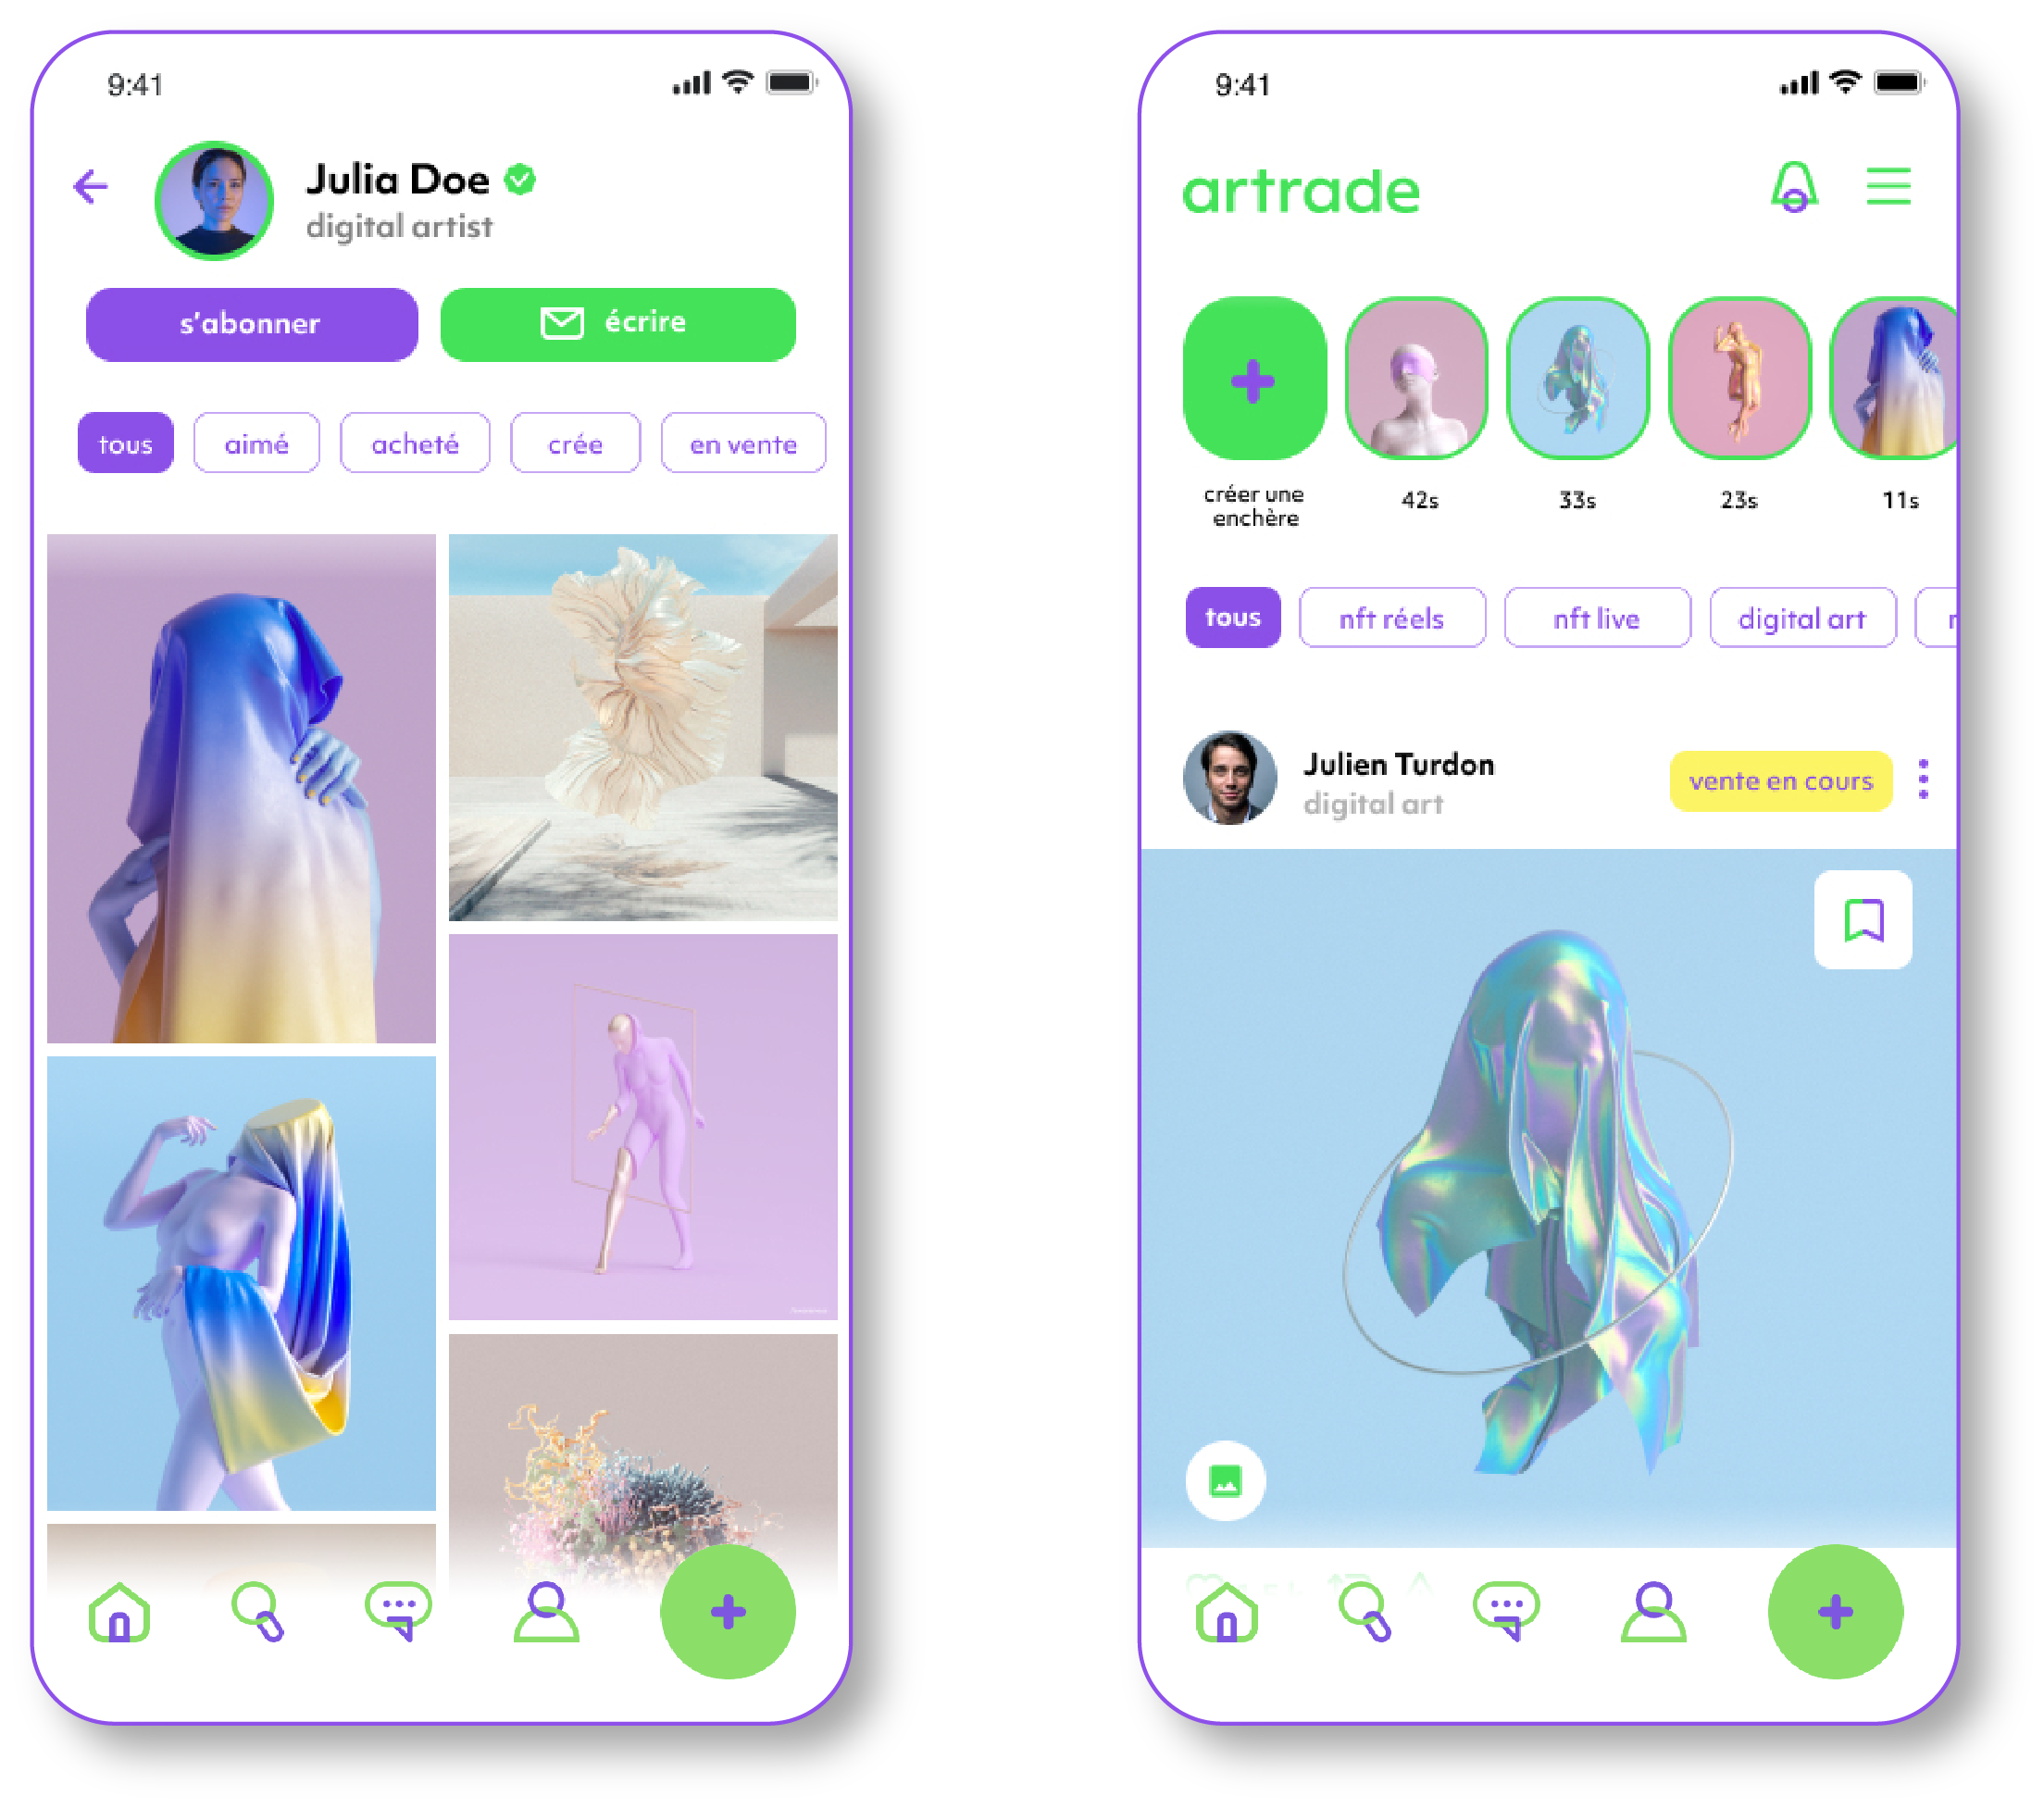 9:41
Julia Doe
digital artist
s'abonner
écrire
tous
aimé
acheté
crée
en vente
9:41
artrade
créer une
enchère
42s
33s
23s
11s
tous
nft réels
nft live
digital art
Julien Turdon
digital art
vente en cours